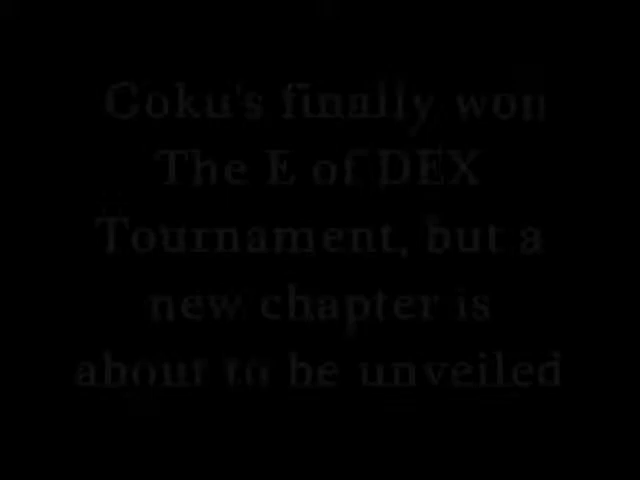 Goku's finally won
The E of DEX
Tournament, but a
new chapter is
about to be unveiled